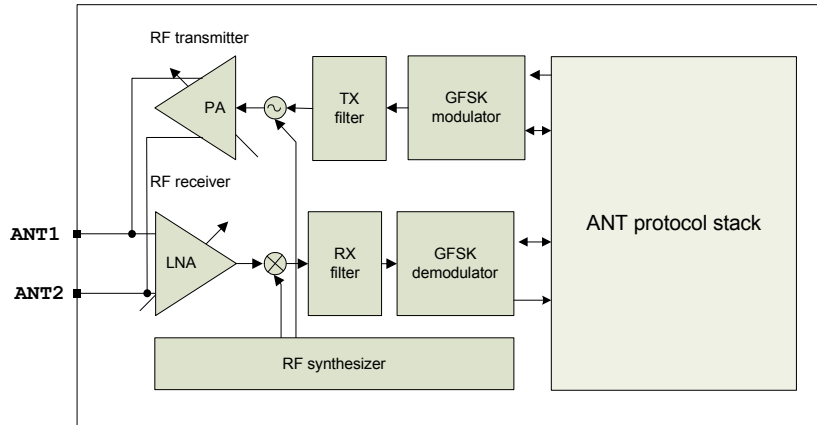 RF transmitter
PA
TX
filter
GFSK
modulator
RF receiver
ANT1
LNA
RX
filter
GFSK
demodulator
ANT protocol stack
ANT2
RF synthesizer